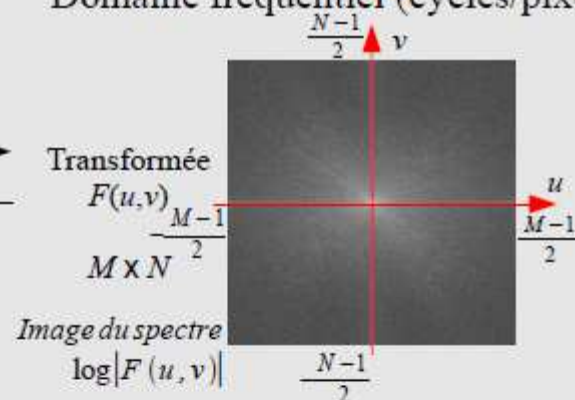 Domaine fréquentiel (cycles/pix
N−1/2
v
Transformée
F(u,v)
u
−M−1/2
M−1/2
M x N
Image du spectre
log|F(u,v)|
−N−1/2